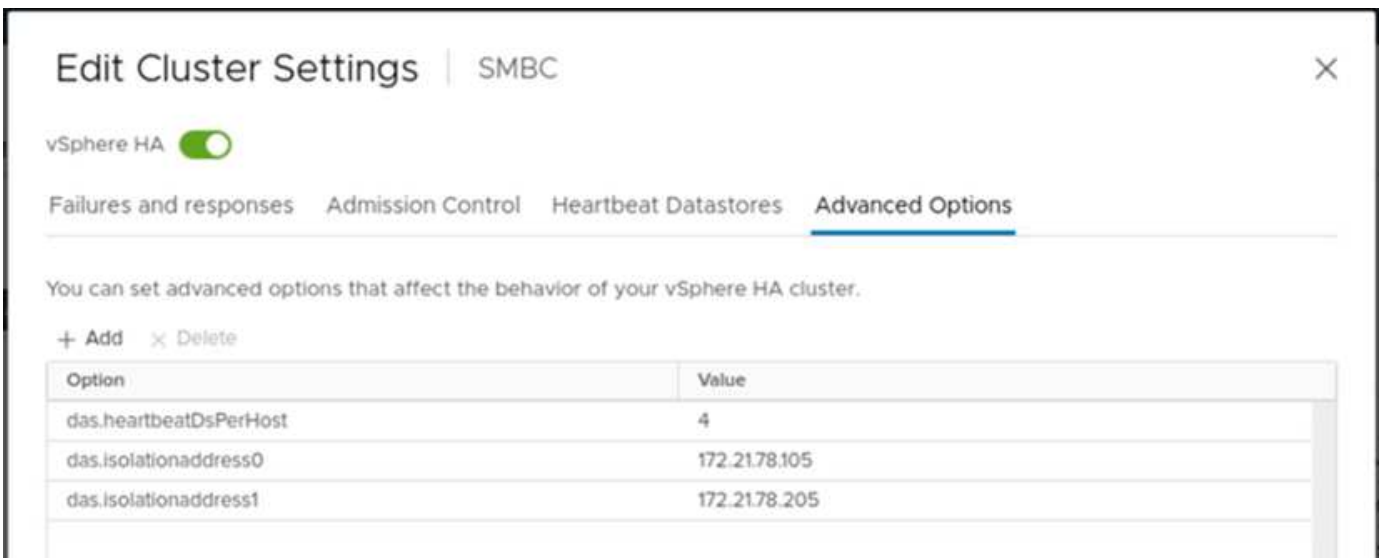 Edit Cluster Settings SMBC
vSphere HA
Failures and responses Admission Control Heartbeat Datastores Advanced Options
You can set advanced options that affect the behavior of your vSphere HA cluster.
+ Add × Delete
Option Value
das.heartbeatDsPerHost 4
das.isolationaddress0 172.21.78.105
das.isolationaddress1 172.21.78.205